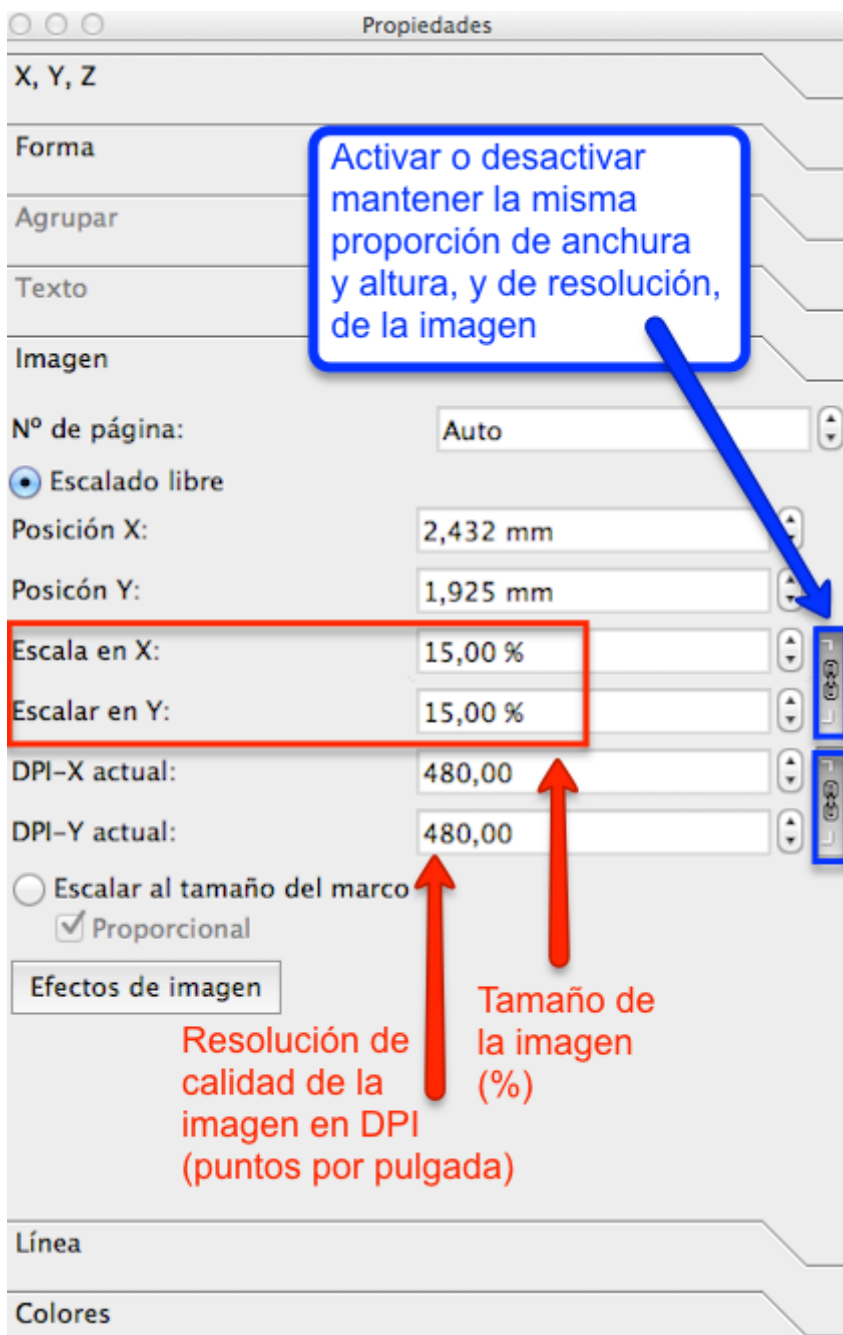 Propiedades
X, Y, Z
Forma
Activar o desactivar
mantener la misma
proporción de anchura
y altura, y de resolución,
de la imagen
Agrupar
Texto
Imagen
Nº de página:
Auto
Escalado libre
Posición X:
2,432 mm
Posicón Y:
1,925 mm
Escala en X:
15,00 %
Escalar en Y:
15,00 %
DPI-X actual:
480,00
DPI-Y actual:
480,00
Escalar al tamaño del marco
Proporcional
Efectos de imagen
Tamaño de
la imagen
(%)
Resolución de
calidad de la
imagen en DPI
(puntos por pulgada)
Línea
Colores